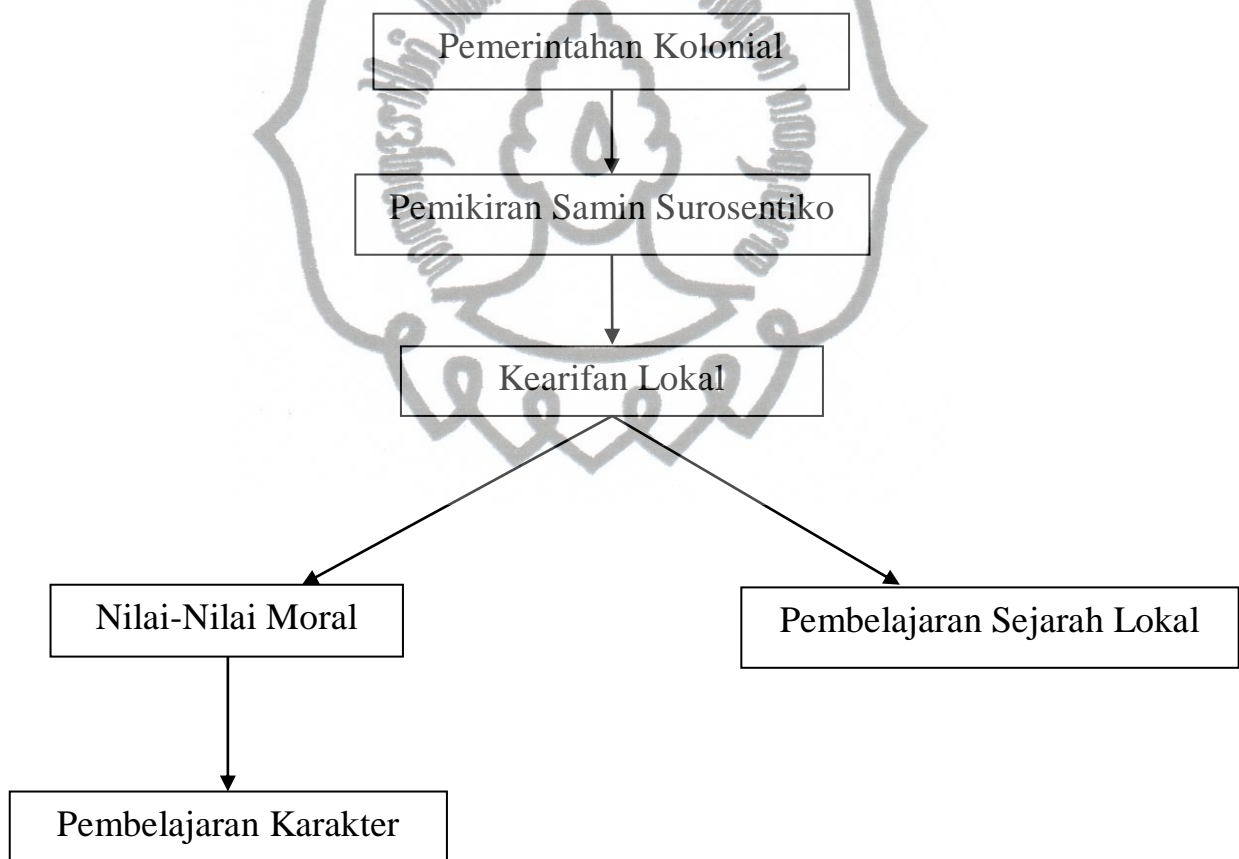 Pemerintahan Kolonial
Pemikiran Samin Surosentiko
Kearifan Lokal
Nilai-Nilai Moral
Pembelajaran Sejarah Lokal
Pembelajaran Karakter